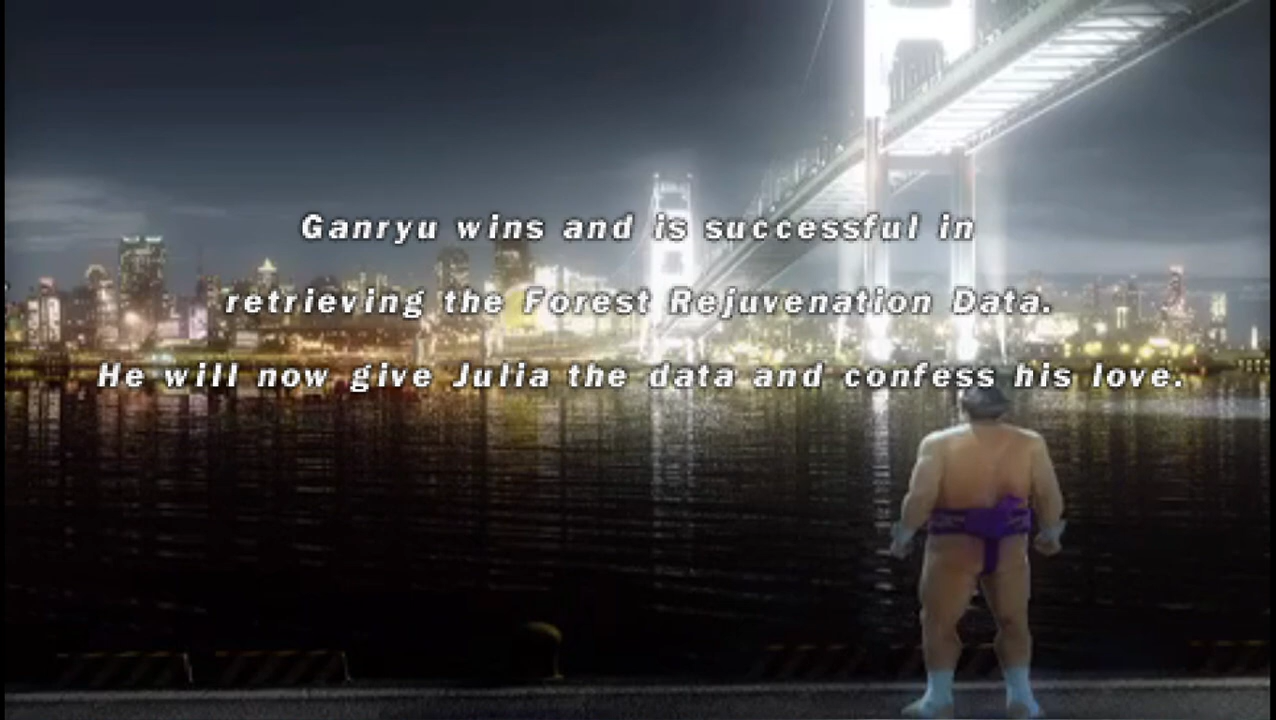 Ganryu wins and is successful in
retrieving the Forest Rejuvenation Data.
He will now give Julia the data and confess his love.